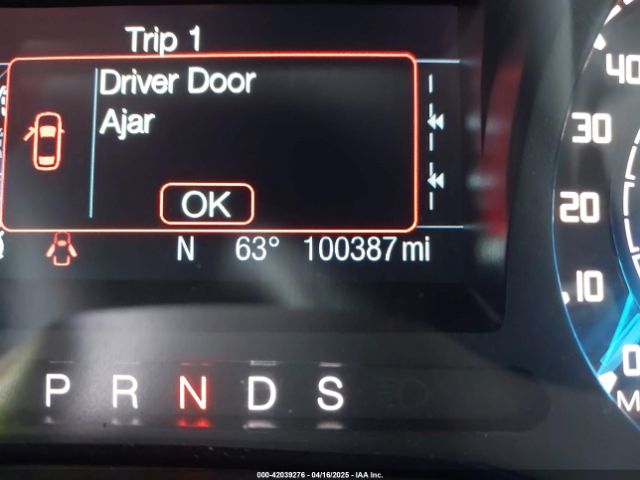 Trip 1
Driver Door
Ajar
OK
N 63° 100387 mi
P R N D S
40
30
20
10
0
M
000-42039276 - 04/16/2025 - IAA Inc.